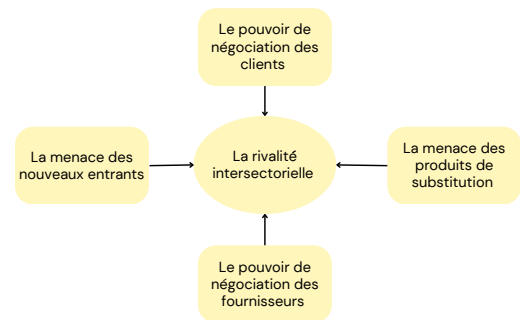 Le pouvoir de
négociation des
clients
La menace des
nouveaux entrants
La rivalité
intersectorielle
La menace des
produits de
substitution
Le pouvoir de
négociation des
fournisseurs